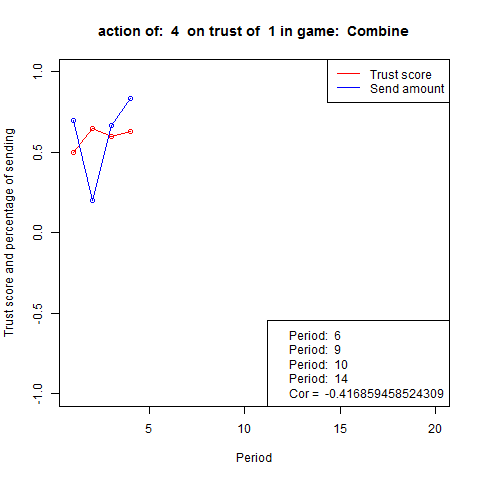 action of:  4  on trust of  1 in game:  Combine
Trust score and percentage of sending
1.0
0.5
0.0
-0.5
-1.0
Trust score
Send amount
Period:  6
Period:  9
Period:  10
Period:  14
Cor =  -0.416859458524309
5
10
15
20
Period